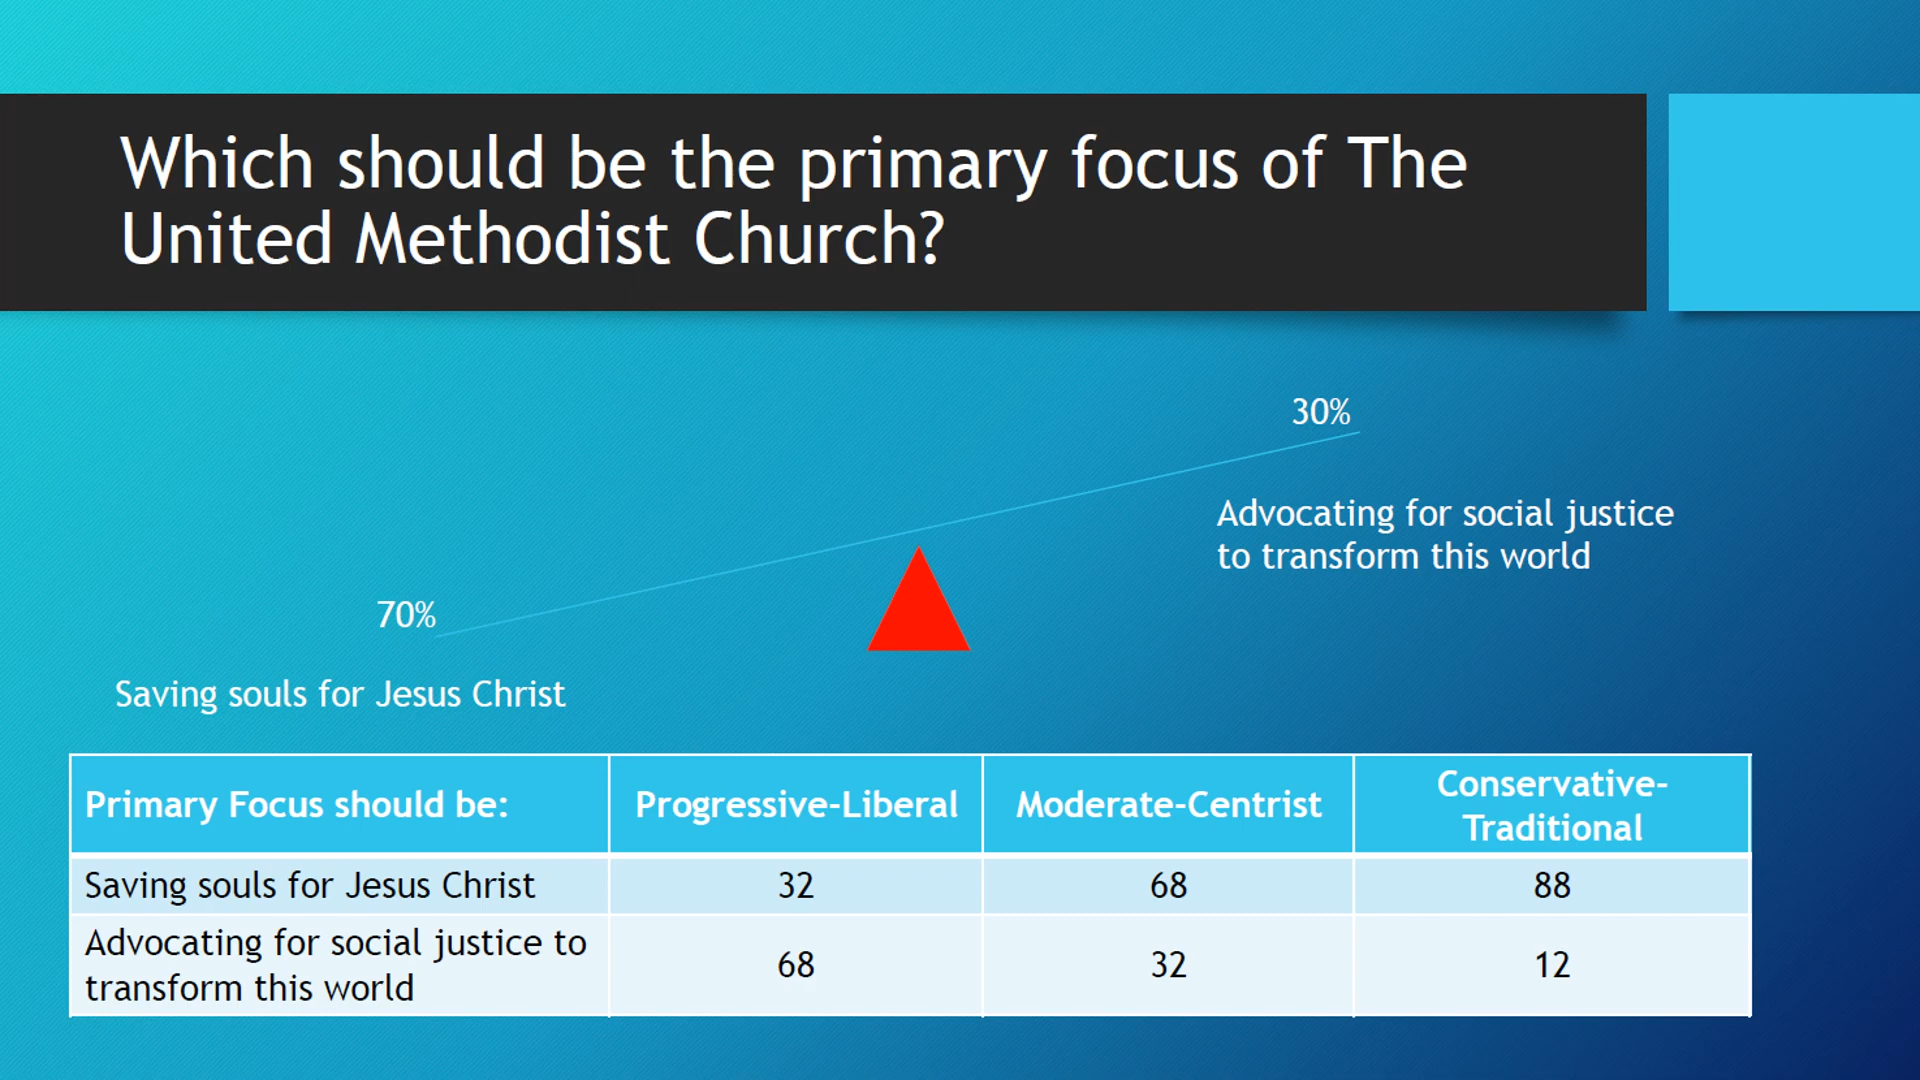 Which should be the primary focus of The
United Methodist Church?
30%
Advocating for social justice
to transform this world
70%
Saving souls for Jesus Christ
Primary Focus should be: Progressive-Liberal Moderate-Centrist Conservative-
Traditional
Saving souls for Jesus Christ 32 68 88
Advocating for social justice to
transform this world 68 32 12